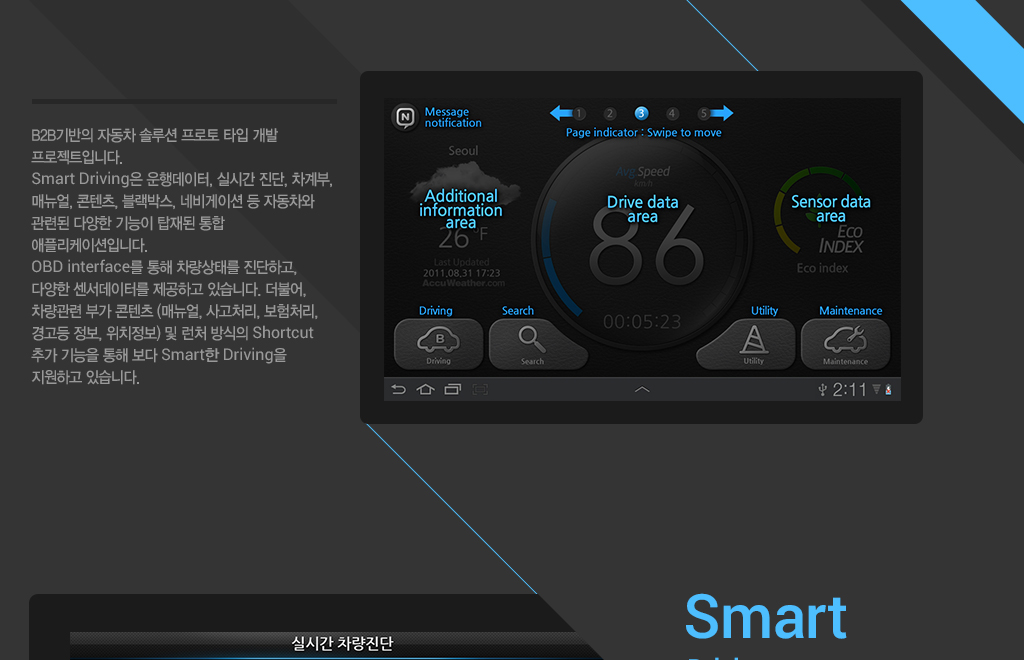 B2B기반의 자동차 솔루션 프로토 타입 개발
프로젝트입니다.
Smart Driving은 운행데이터, 실시간 진단, 차계부,
매뉴얼, 콘텐츠, 블랙박스, 네비게이션 등 자동차와
관련된 다양한 기능이 탑재된 통합
애플리케이션입니다.
OBD interface를 통해 차량상태를 진단하고,
다양한 센서데이터를 제공하고 있습니다. 더불어,
차량관련 부가 콘텐츠 (매뉴얼, 사고처리, 보험처리,
경고등 정보, 위치정보) 및 런처 방식의 Shortcut
추가 기능을 통해 보다 Smart한 Driving을
지원하고 있습니다.
N
Message
notification
1 2 3 4 5
Page indicator : Swipe to move
Seoul
Additional
information
area
26 °F
Last Updated
2011,08,31 17:23
AccuWeather.com
Avg Speed
km/h
Drive data
area
86
00:05:23
Sensor data
area
Eco
INDEX
Eco index
Driving
B
Driving
Search
Search
Utility
Utility
Maintenance
Maintenance
2:11
실시간 차량진단
Smart